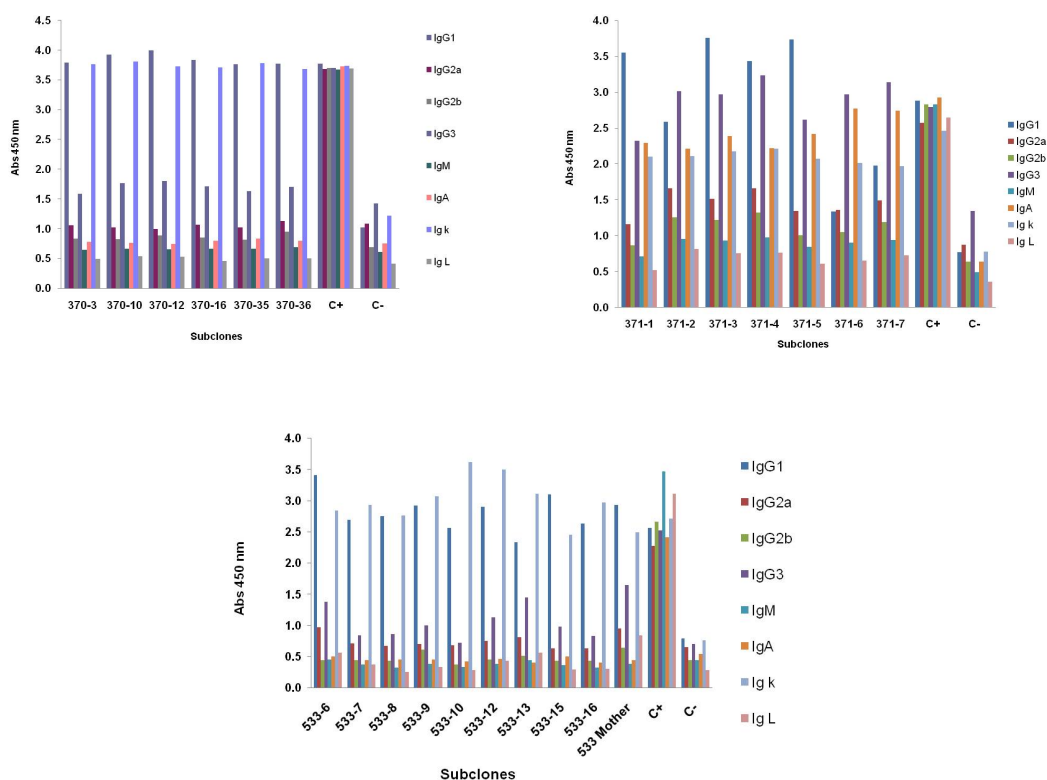 4.5
4.0
3.5
3.0
2.5
2.0
1.5
1.0
0.5
0.0
Abs 450 nm
370-3 370-10 370-12 370-16 370-35 370-36 C+ C-
Subclones
IgG1
IgG2a
IgG2b
IgG3
IgM
IgA
Ig k
Ig L
4.0
3.5
3.0
2.5
2.0
1.5
1.0
0.5
0.0
Abs 450 nm
371-1 371-2 371-3 371-4 371-5 371-6 371-7 C+ C-
Subclones
IgG1
IgG2a
IgG2b
IgG3
IgM
IgA
Ig k
Ig L
4.0
3.5
3.0
2.5
2.0
1.5
1.0
0.5
0.0
Abs 450 nm
533-6 533-7 533-8 533-9 533-10 533-12 533-13 533-15 533-16 533 Mother C+ C-
Subclones
IgG1
IgG2a
IgG2b
IgG3
IgM
IgA
Ig k
Ig L